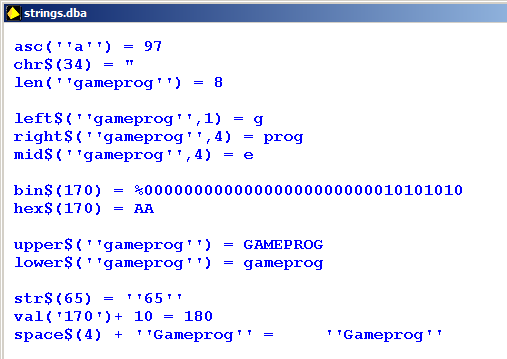 strings.dba
asc(''a'') = 97
chr$(34) = "
len(''gameprog'') = 8
left$(''gameprog'',1) = g
right$(''gameprog'',4) = prog
mid$(''gameprog'',4) = e
bin$(170) = %00000000000000000000000010101010
hex$(170) = AA
upper$(''gameprog'') = GAMEPROG
lower$(''gameprog'') = gameprog
str$(65) = ''65''
val('170')+ 10 = 180
space$(4) + ''Gameprog'' =     ''Gameprog''